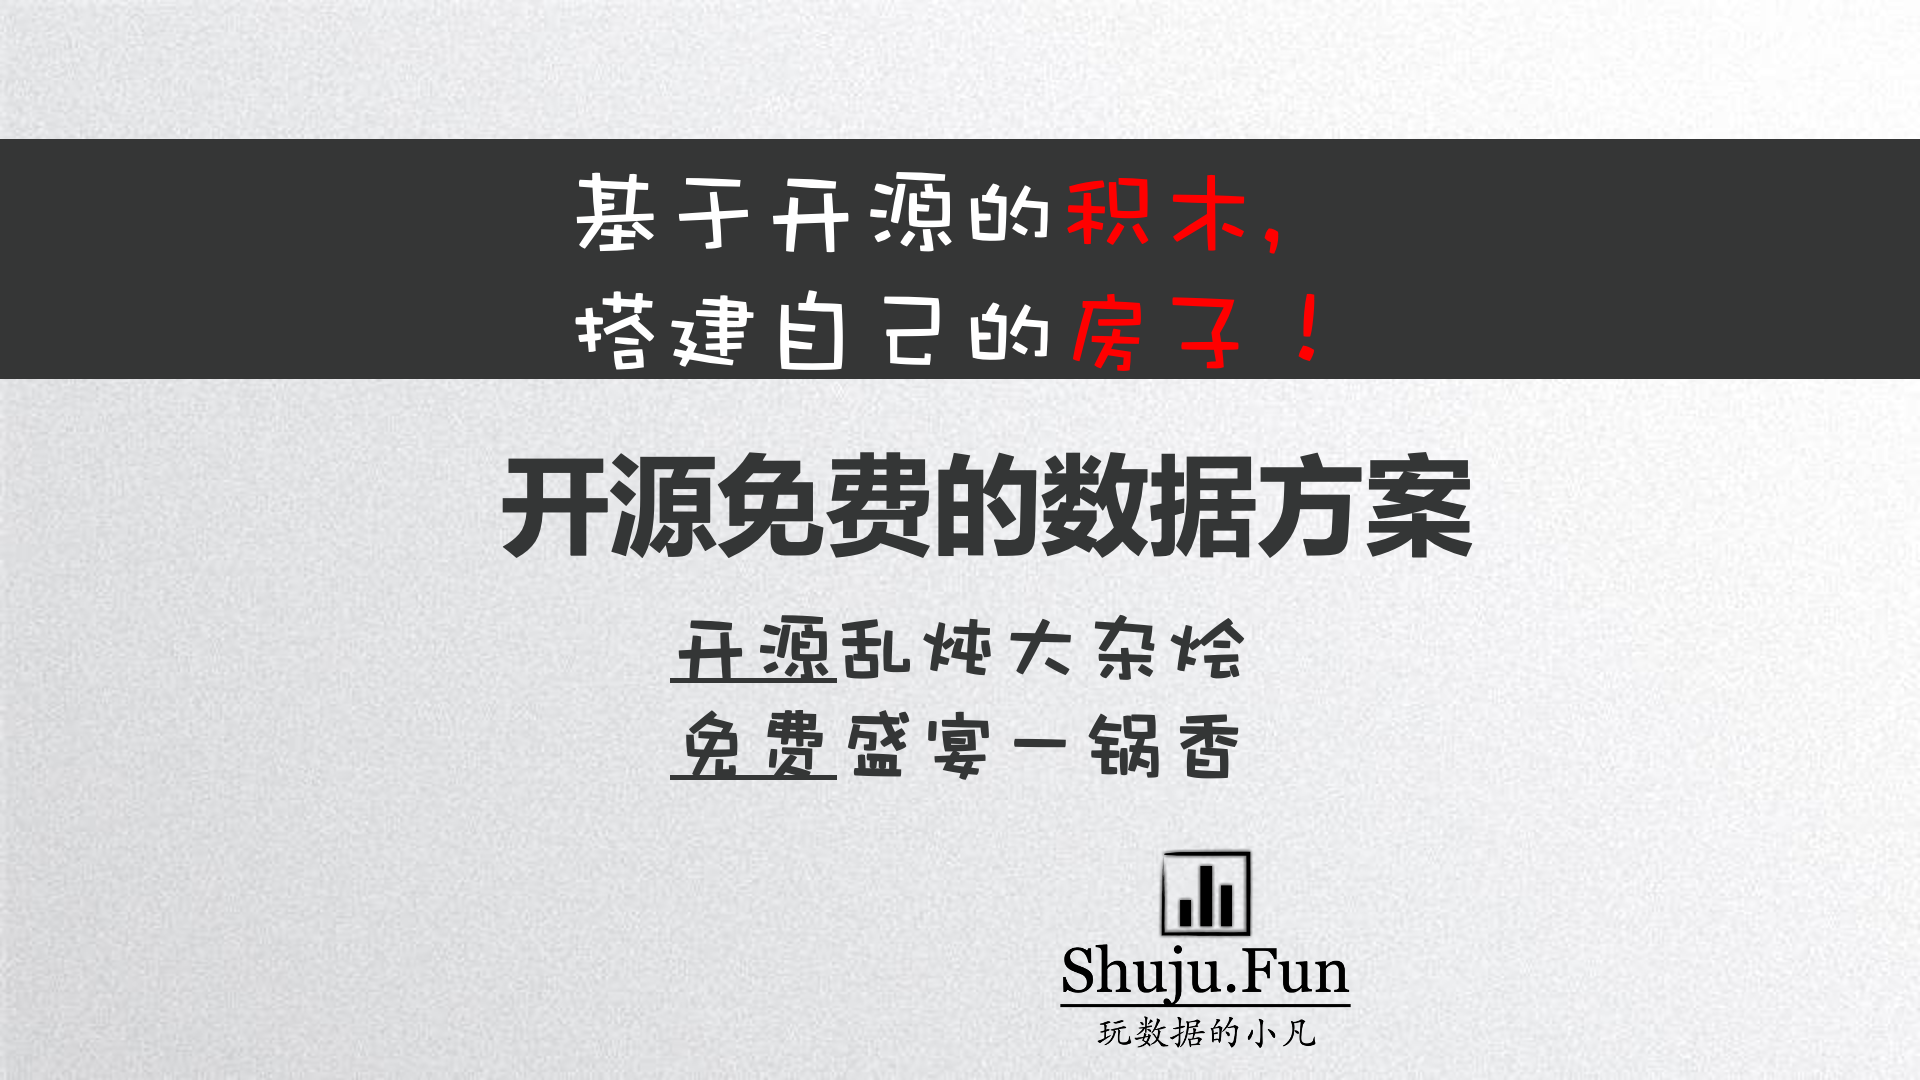 基于开源的积木,
搭建自己的房子！
开源免费的数据方案
开源乱炖大杂烩
免费盛宴一锅香
Shuju.Fun
玩数据的小凡